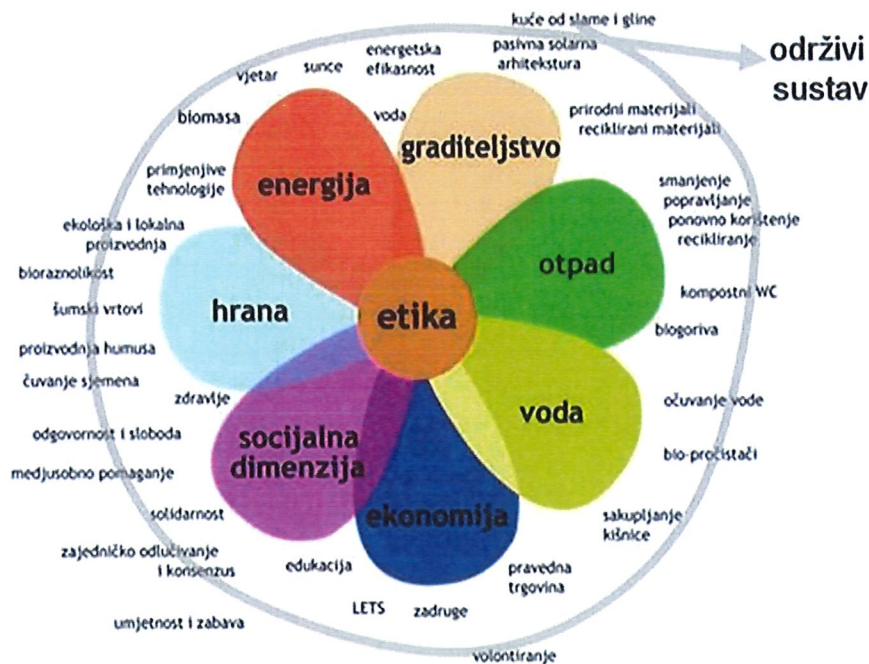 kuće od slame i gline
pasivna solarna
arhitektura
održivi
sustav
energetska
efikasnost
sunce
vjetar
voda
biomasa
prirodni materijali
reciklirani materijali
graditeljstvo
energija
primjenjive
tehnologije
smanjenje
popravljanje
ponovno korištenje
recikliranje
ekološka i lokalna
proizvodnja
otpad
bioraznolikost
kompostni WC
šumski vrtovi
hrana
etika
biogoriva
proizvodnja humusa
čuvanje sjemena
zdravlje
voda
očuvanje vode
odgovornost i sloboda
socijalna
dimenzija
medjusobno pomaganje
bio-pročistači
solidarnost
ekonomija
sakupljanje
kišnice
zajedničko odlučivanje
i konsenzus
edukacija
pravedna
trgovina
LETS
zadruge
umjetnost i zabava
volontiranje